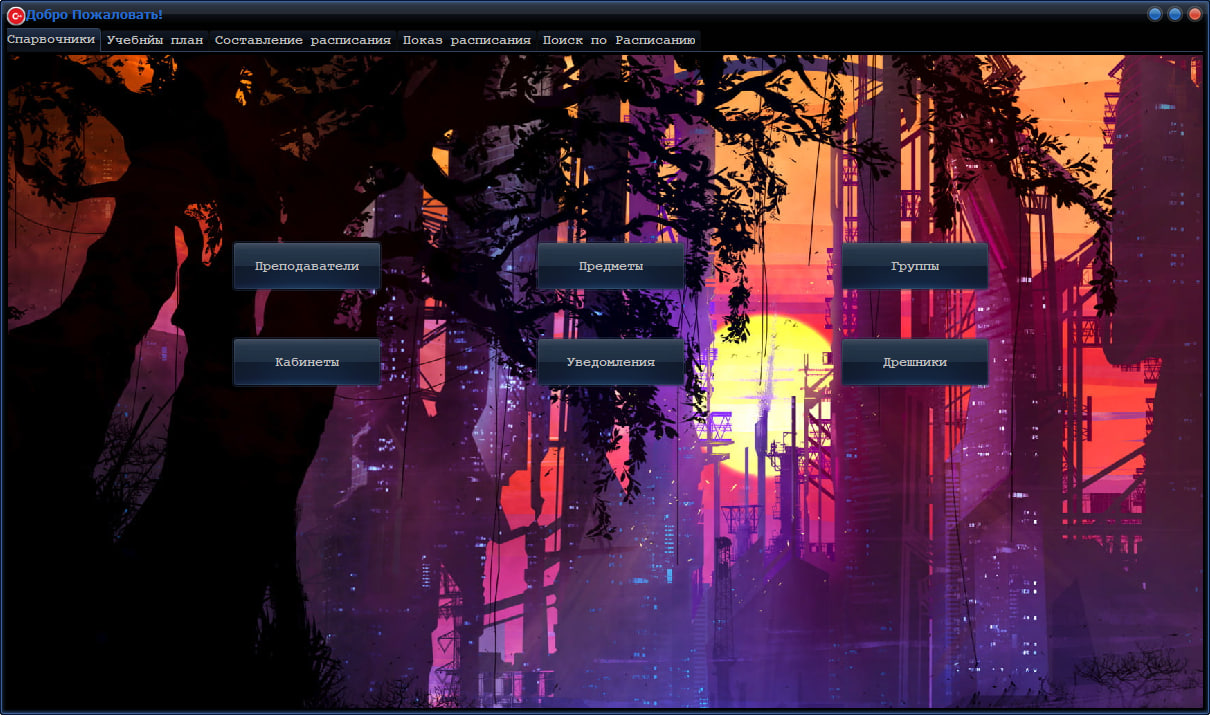 Добро Пожаловать!
Спарвочники Учебнйы план Составление расписания Показ расписания Поиск по Расписанию
Преподаватели Предметы Группы
Кабинеты Уведомления Дрешники